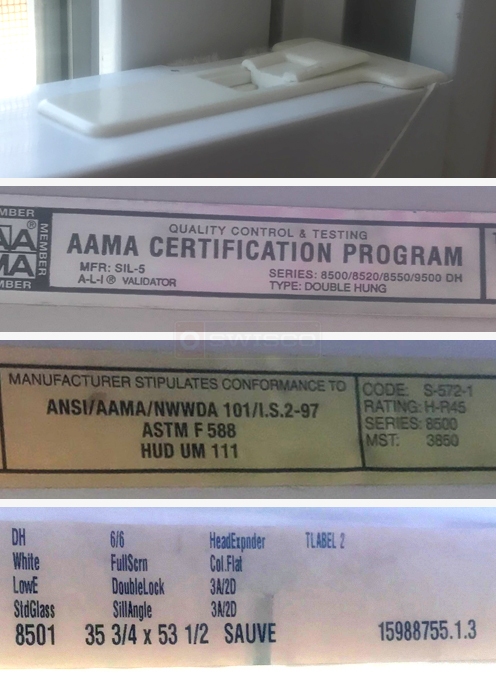 MEMBER
AAMA
MEMBER
MEMBER
QUALITY CONTROL & TESTING
AAMA CERTIFICATION PROGRAM
MFR: SIL-5
A-L-I® VALIDATOR
SERIES: 8500/8520/8550/9500 DH
TYPE: DOUBLE HUNG
SWISCO
MANUFACTURER STIPULATES CONFORMANCE TO
ANSI/AAMA/NWWDA 101/I.S.2-97
ASTM F 588
HUD UM 111
CODE: S-572-1
RATING: H-R45
SERIES: 8500
MST: 3850
DH 6/6 HeadExpnder TLABEL 2
White FullScrn Col.Flat
LowE DoubleLock 3A/2D
StdGlass SillAngle 3A/2D
8501 35 3/4 x 53 1/2 SAUVE 15988755.1.3